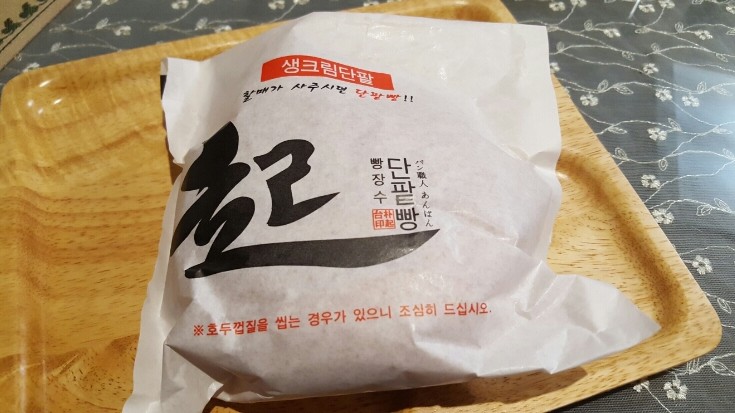 생크림단팥
할매가 사주시던 단팥빵!!
起
빵장수
단팥빵
パン職人 あんぱん
※호두껍질을 씹는 경우가 있으니 조심히 드십시오.